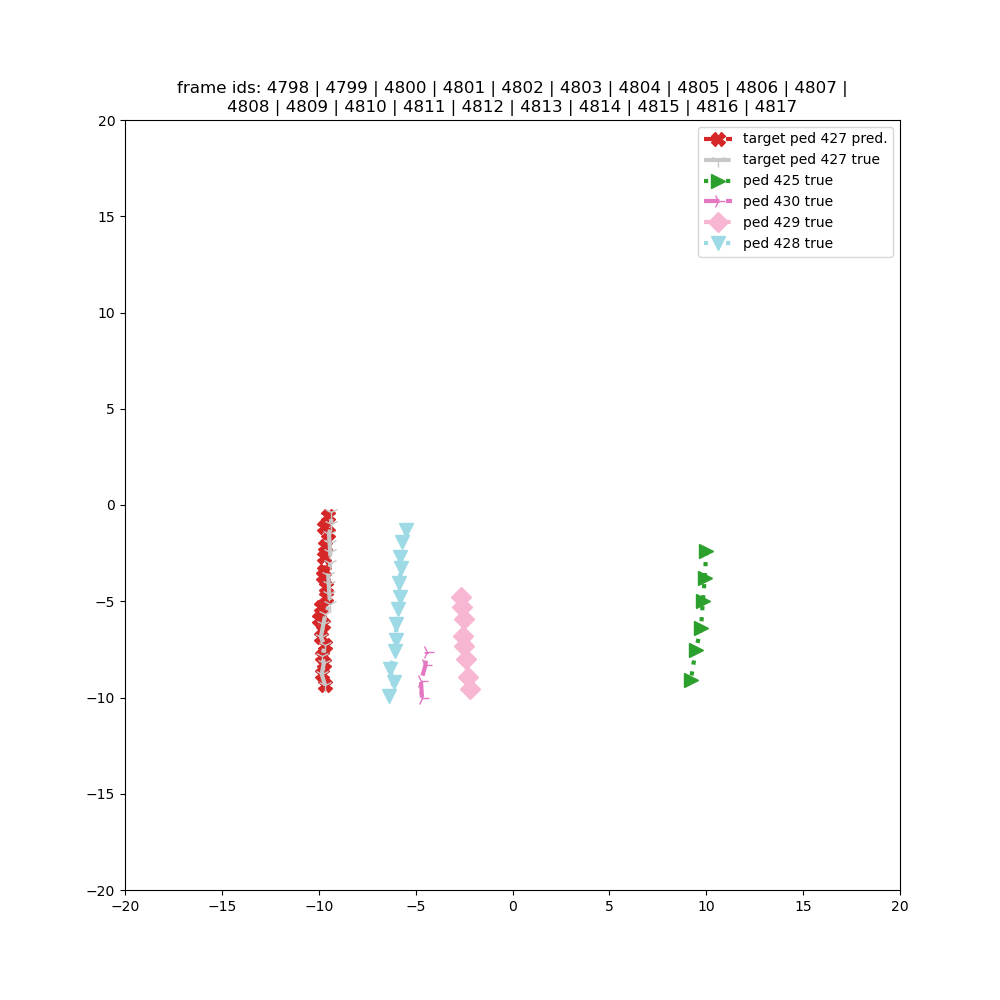 frame ids: 4798 | 4799 | 4800 | 4801 | 4802 | 4803 | 4804 | 4805 | 4806 | 4807 |
4808 | 4809 | 4810 | 4811 | 4812 | 4813 | 4814 | 4815 | 4816 | 4817
target ped 427 pred.
target ped 427 true
ped 425 true
ped 430 true
ped 429 true
ped 428 true
20
15
10
5
0
−5
−10
−15
−20
−20 −15 −10 −5 0 5 10 15 20